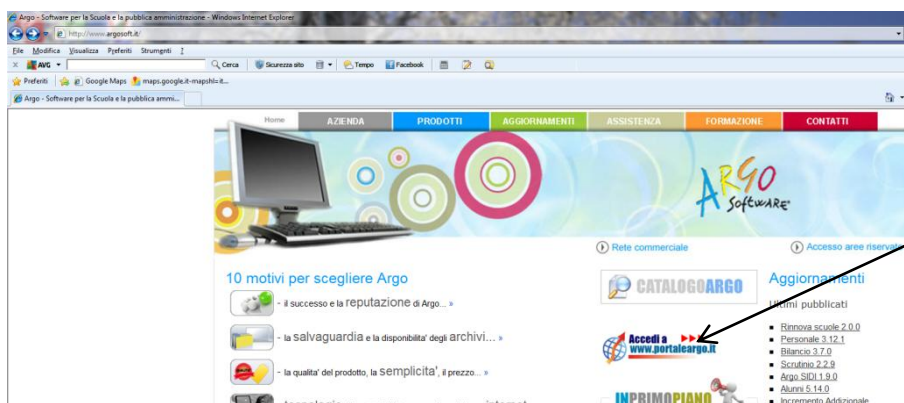 Argo - Software per la Scuola e la pubblica amministrazione - Windows Internet Explorer
http://www.argosoft.it/
File Modifica Visualizza Preferiti Strumenti ?
x AVG Cerca Sicurezza sito Tempo Facebook
Preferiti Google Maps maps.google.it-mapshl=it...
Argo - Software per la Scuola e la pubblica ammi...
Home AZIENDA PRODOTTI AGGIORNAMENTI ASSISTENZA FORMAZIONE CONTATTI
ARGO
Software
Rete commerciale Accesso aree riservate
10 motivi per scegliere Argo
CATALOGOARGO
Aggiornamenti
- il successo e la reputazione di Argo... »
Ultimi pubblicati
- la salvaguardia e la disponibilita' degli archivi... »
Accedi a
www.portaleargo.it
Rinnova scuole 2.0.0
Personale 3.12.1
Bilancio 3.7.0
Scrutinio 2.2.9
Argo SIDI 1.9.0
Alunni 5.14.0
Incremento Addizionale
- la qualita' del prodotto, la semplicita', il prezzo... »
INPRIMOPIANO